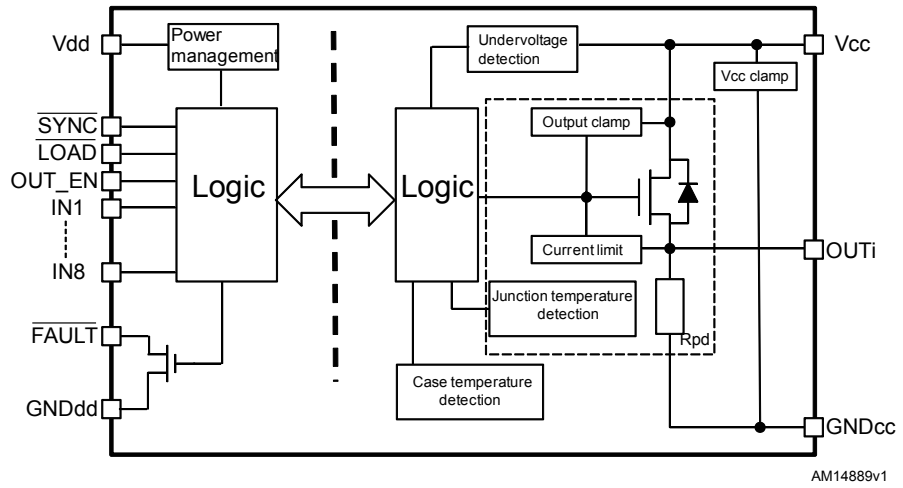 Vdd
Power
management
Undervoltage
detection
Vcc
Vcc clamp
SYNC
LOAD
OUT_EN
IN1
IN8
Logic
Logic
Output clamp
Current limit
OUTi
Junction temperature
detection
Rpd
FAULT
Case temperature
detection
GNDdd
GNDcc
AM14889v1